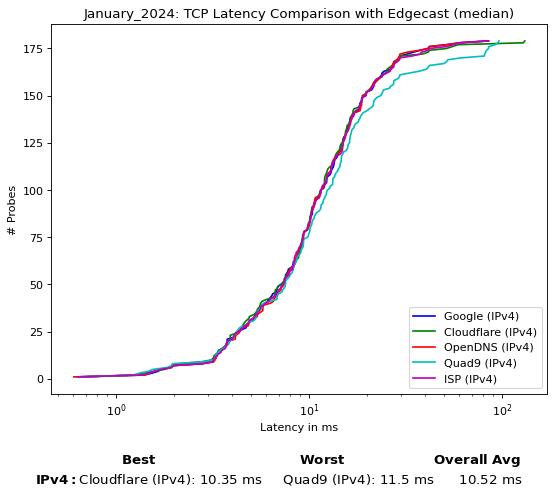 January_2024: TCP Latency Comparison with Edgecast (median)
175
150
125
100
75
50
25
0
# Probes
10⁰ 10¹ 10²
Latency in ms
Google (IPv4)
Cloudflare (IPv4)
OpenDNS (IPv4)
Quad9 (IPv4)
ISP (IPv4)
Best Worst Overall Avg
IPv4: Cloudflare (IPv4): 10.35 ms Quad9 (IPv4): 11.5 ms 10.52 ms